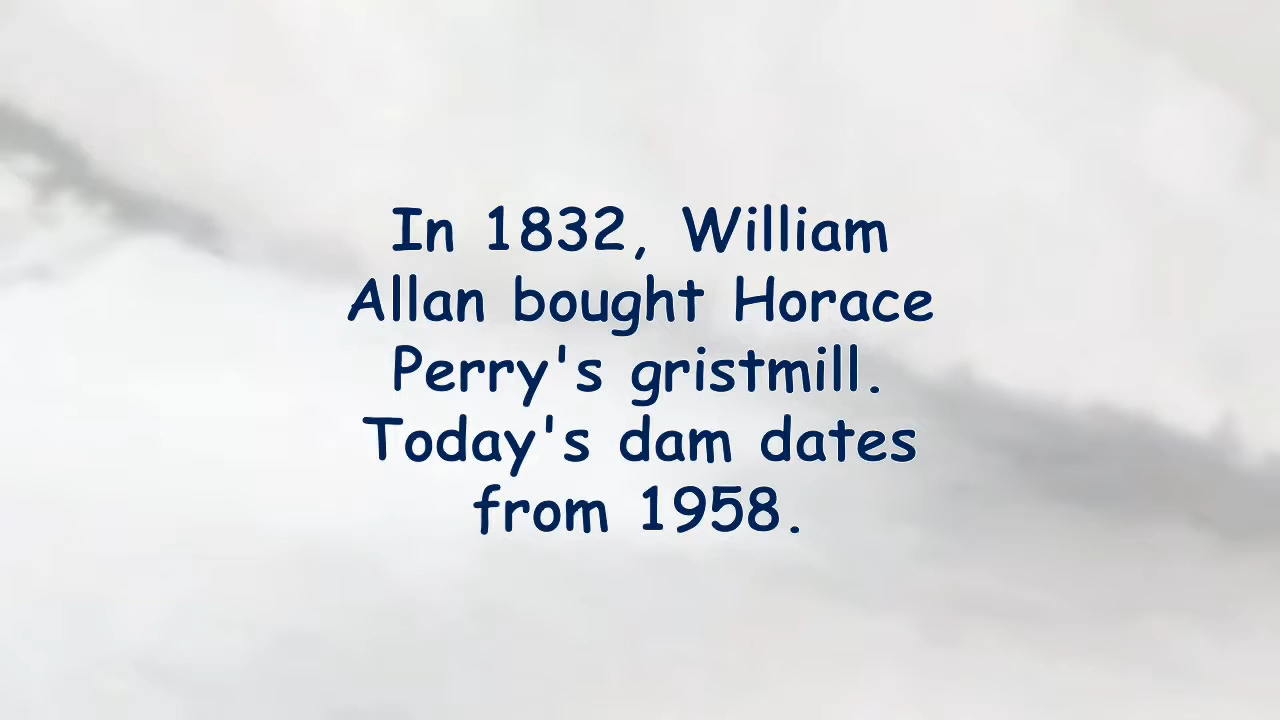 In 1832, William
Allan bought Horace
Perry's gristmill.
Today's dam dates
from 1958.